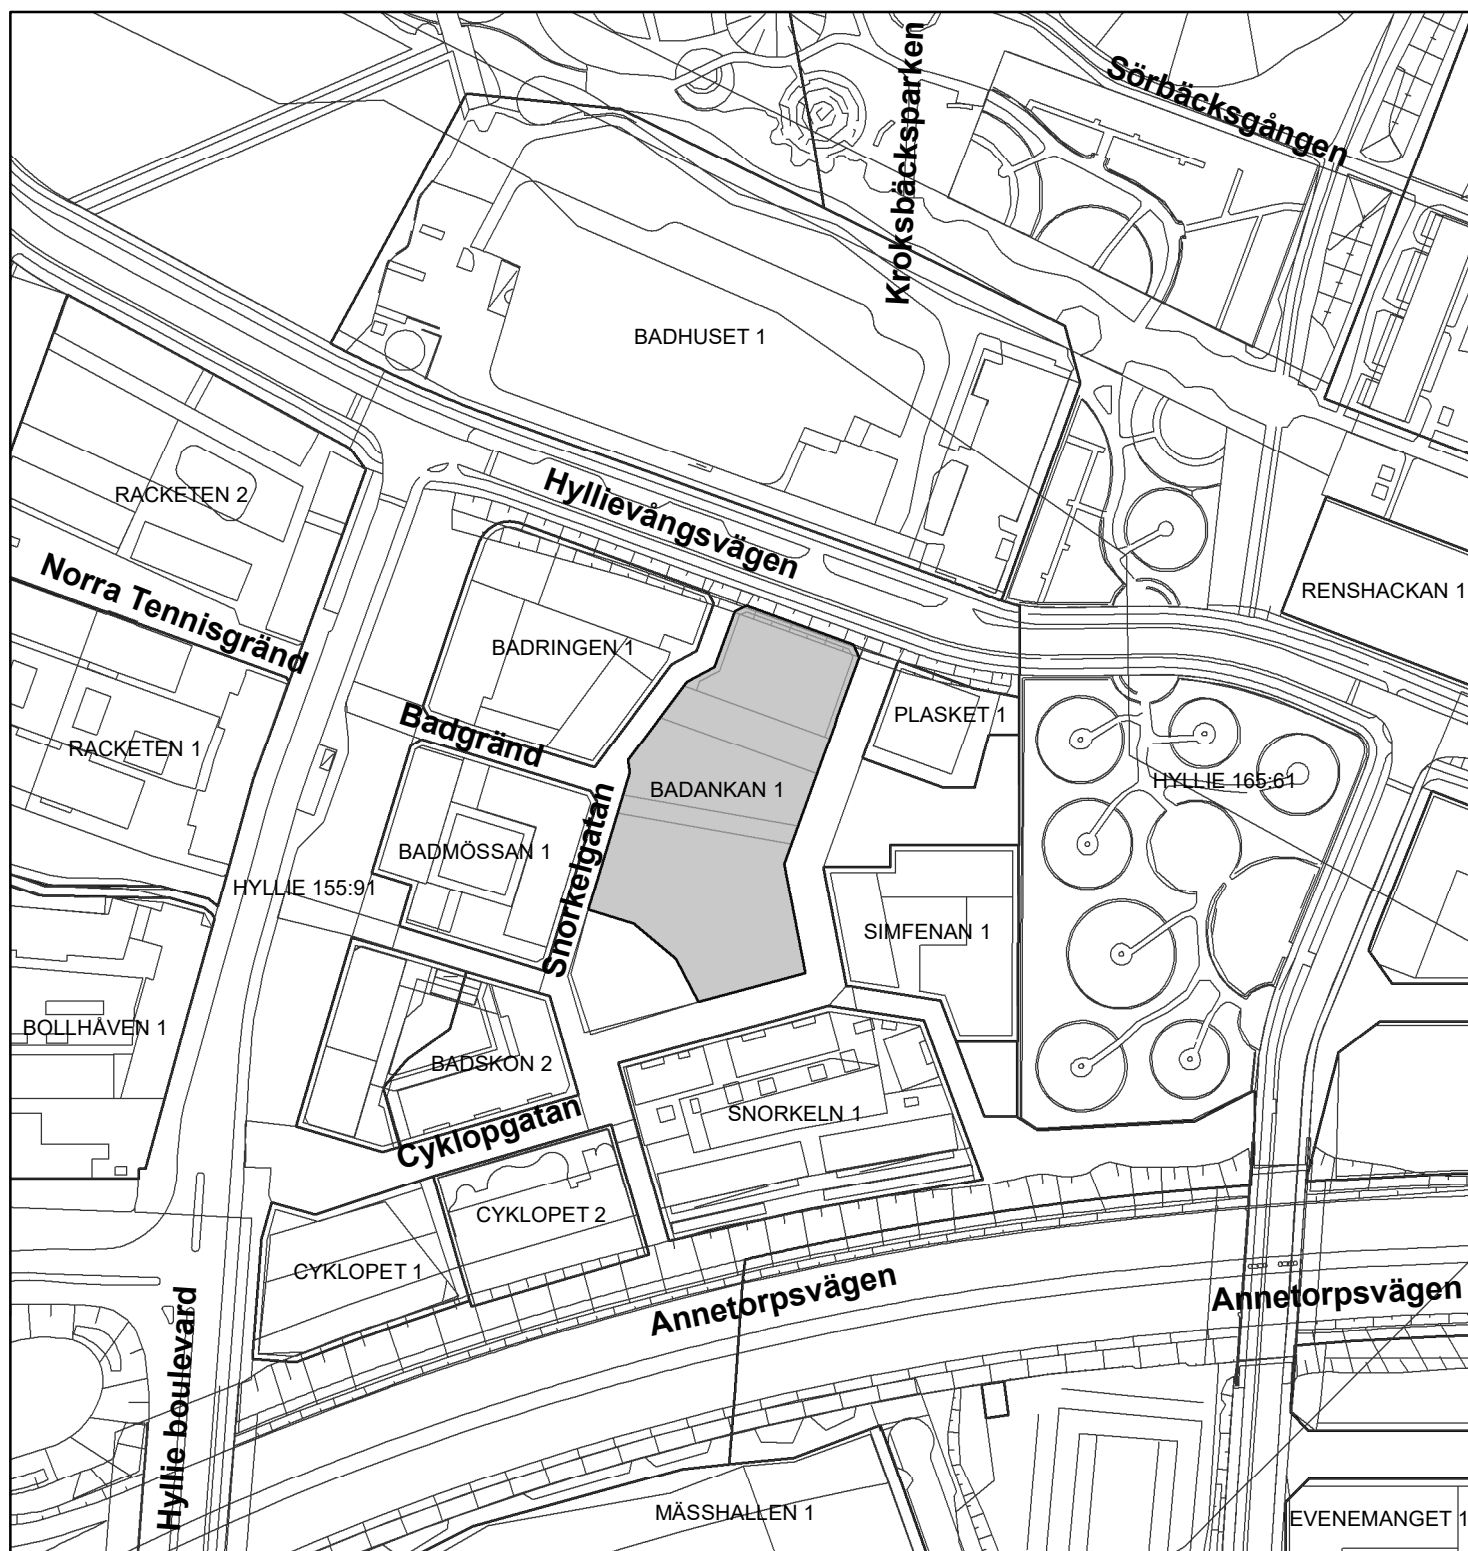 Sörbäcksgången
Kroksbäcksparken
BADHUSET 1
RACKETEN 2
Hyllievångsvägen
Norra Tennisgränd
RENSHACKAN 1
BADRINGEN 1
Badgränd
PLASKET 1
RACKETEN 1
BADANKAN 1
HYLLIE 165:61
Snorkelgatan
BADMÖSSAN 1
HYLLIE 155:91
SIMFENAN 1
BOLLHÅVEN 1
BADSKON 2
SNORKELN 1
Cyklopgatan
CYKLOPET 2
CYKLOPET 1
Annetorpsvägen
Annetorpsvägen
Hyllie boulevard
MÄSSHALLEN 1
EVENEMANGET 1